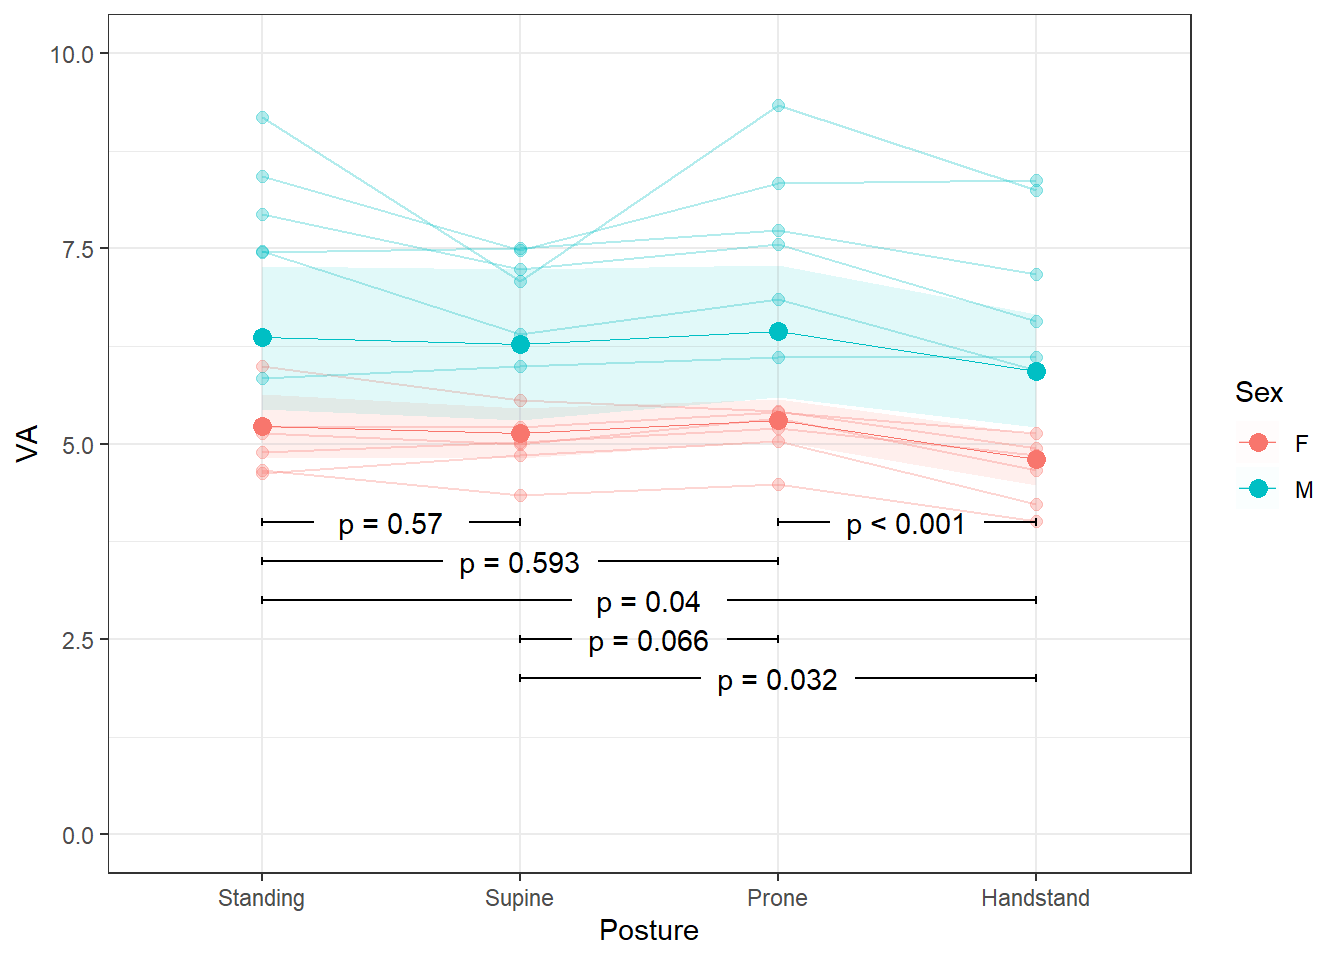 10.0
7.5
5.0
2.5
0.0
VA
p = 0.57
p < 0.001
p = 0.593
p = 0.04
p = 0.066
p = 0.032
Standing
Supine
Prone
Handstand
Posture
Sex
F
M